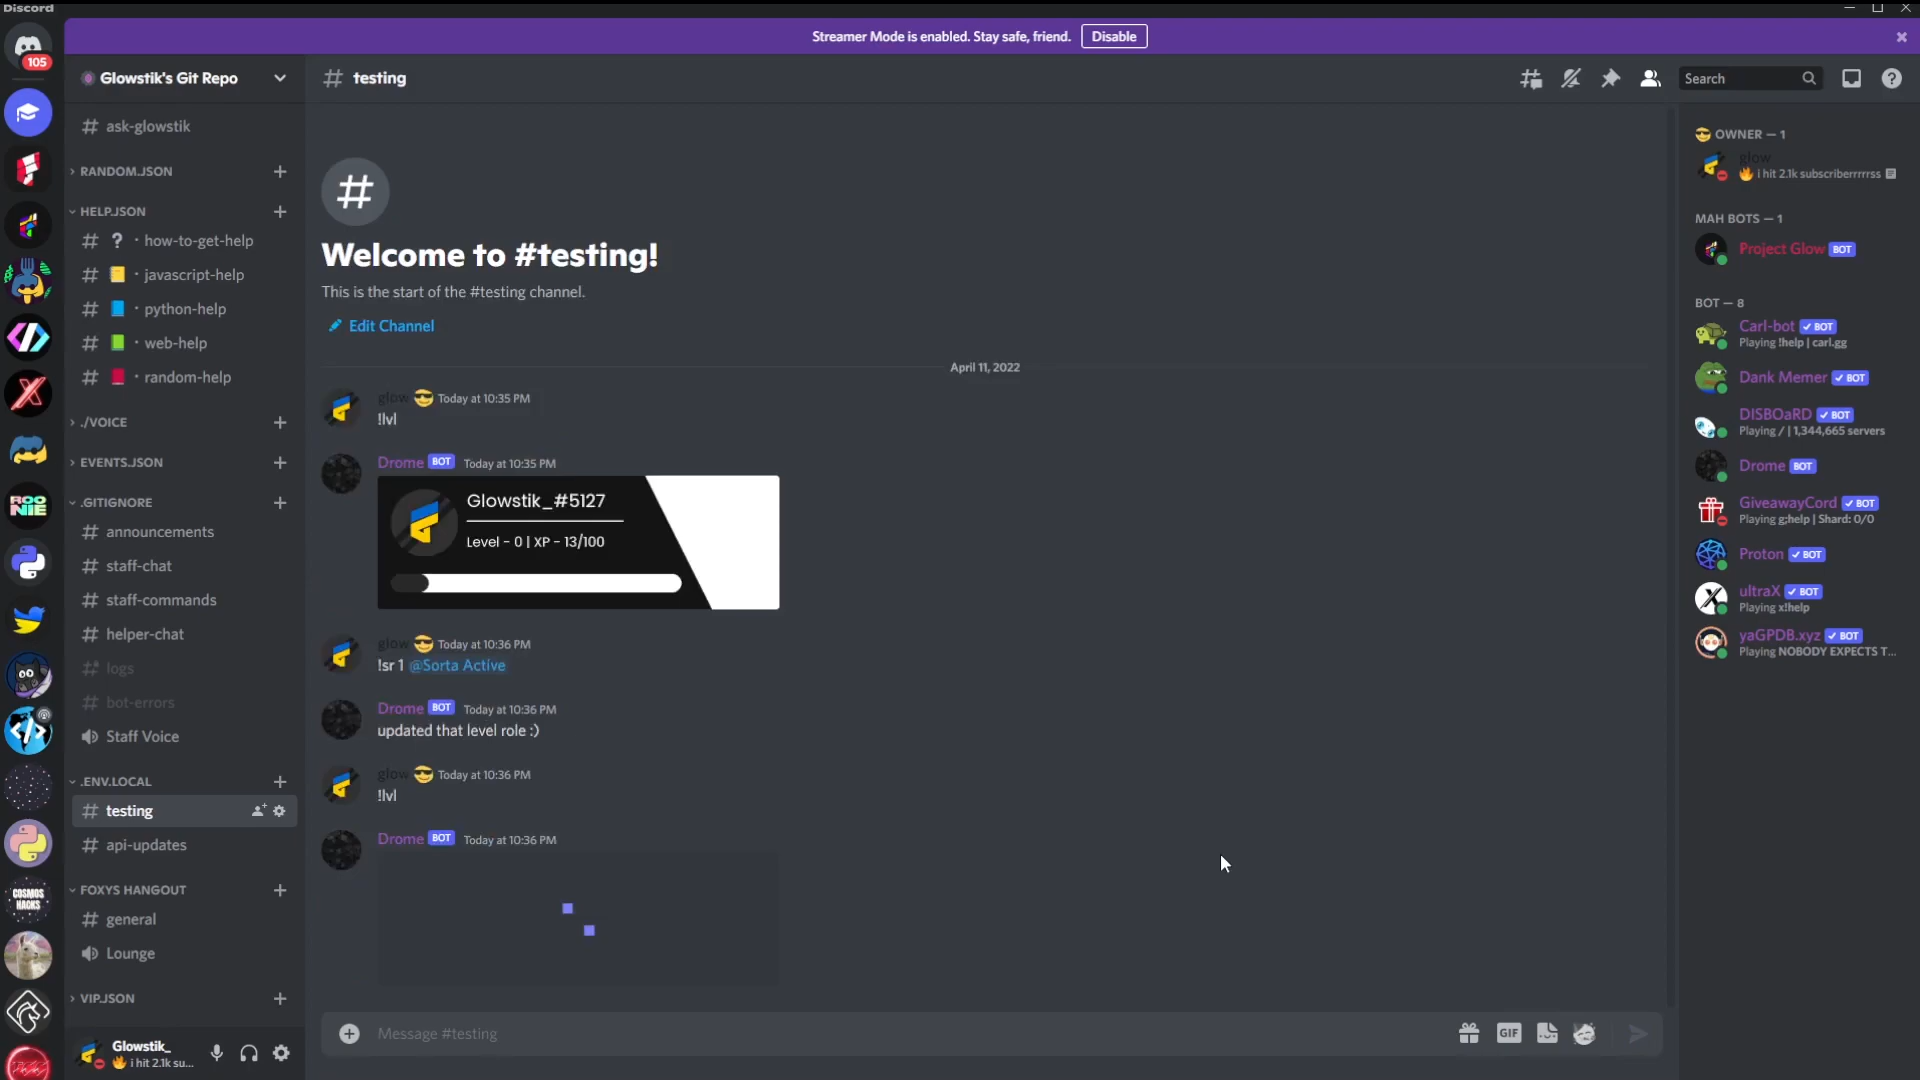 Discord
Streamer Mode is enabled. Stay safe, friend.
Disable
105
Glowstik's Git Repo
ask-glowstik
RANDOM.JSON
HELP.JSON
? · how-to-get-help
javascript-help
python-help
web-help
random-help
./VOICE
EVENTS.JSON
.GITIGNORE
announcements
staff-chat
staff-commands
helper-chat
logs
bot-errors
Staff Voice
.ENV.LOCAL
testing
api-updates
FOXYS HANGOUT
general
Lounge
VIP.JSON
Glowstik_
i hit 2.1k su...
ROO
NIE
COSMOS
HACKS
# testing
Search
#
Welcome to #testing!
This is the start of the #testing channel.
Edit Channel
April 11, 2022
glow Today at 10:35 PM
!lvl
Drome BOT Today at 10:35 PM
Glowstik_#5127
Level - 0 | XP - 13/100
glow Today at 10:36 PM
!sr 1 @Sorta Active
Drome BOT Today at 10:36 PM
updated that level role :)
glow Today at 10:36 PM
!lvl
Drome BOT Today at 10:36 PM
Message #testing
GIF
OWNER — 1
glow
i hit 2.1k subscriberrrrrss
MAH BOTS — 1
Project Glow BOT
BOT — 8
Carl-bot ✓ BOT
Playing !help | carl.gg
Dank Memer ✓ BOT
DISBOaRD ✓ BOT
Playing / | 1,344,665 servers
Drome BOT
GiveawayCord ✓ BOT
Playing g;help | Shard: 0/0
Proton ✓ BOT
ultraX ✓ BOT
Playing x!help
yaGPDB.xyz ✓ BOT
Playing NOBODY EXPECTS T...